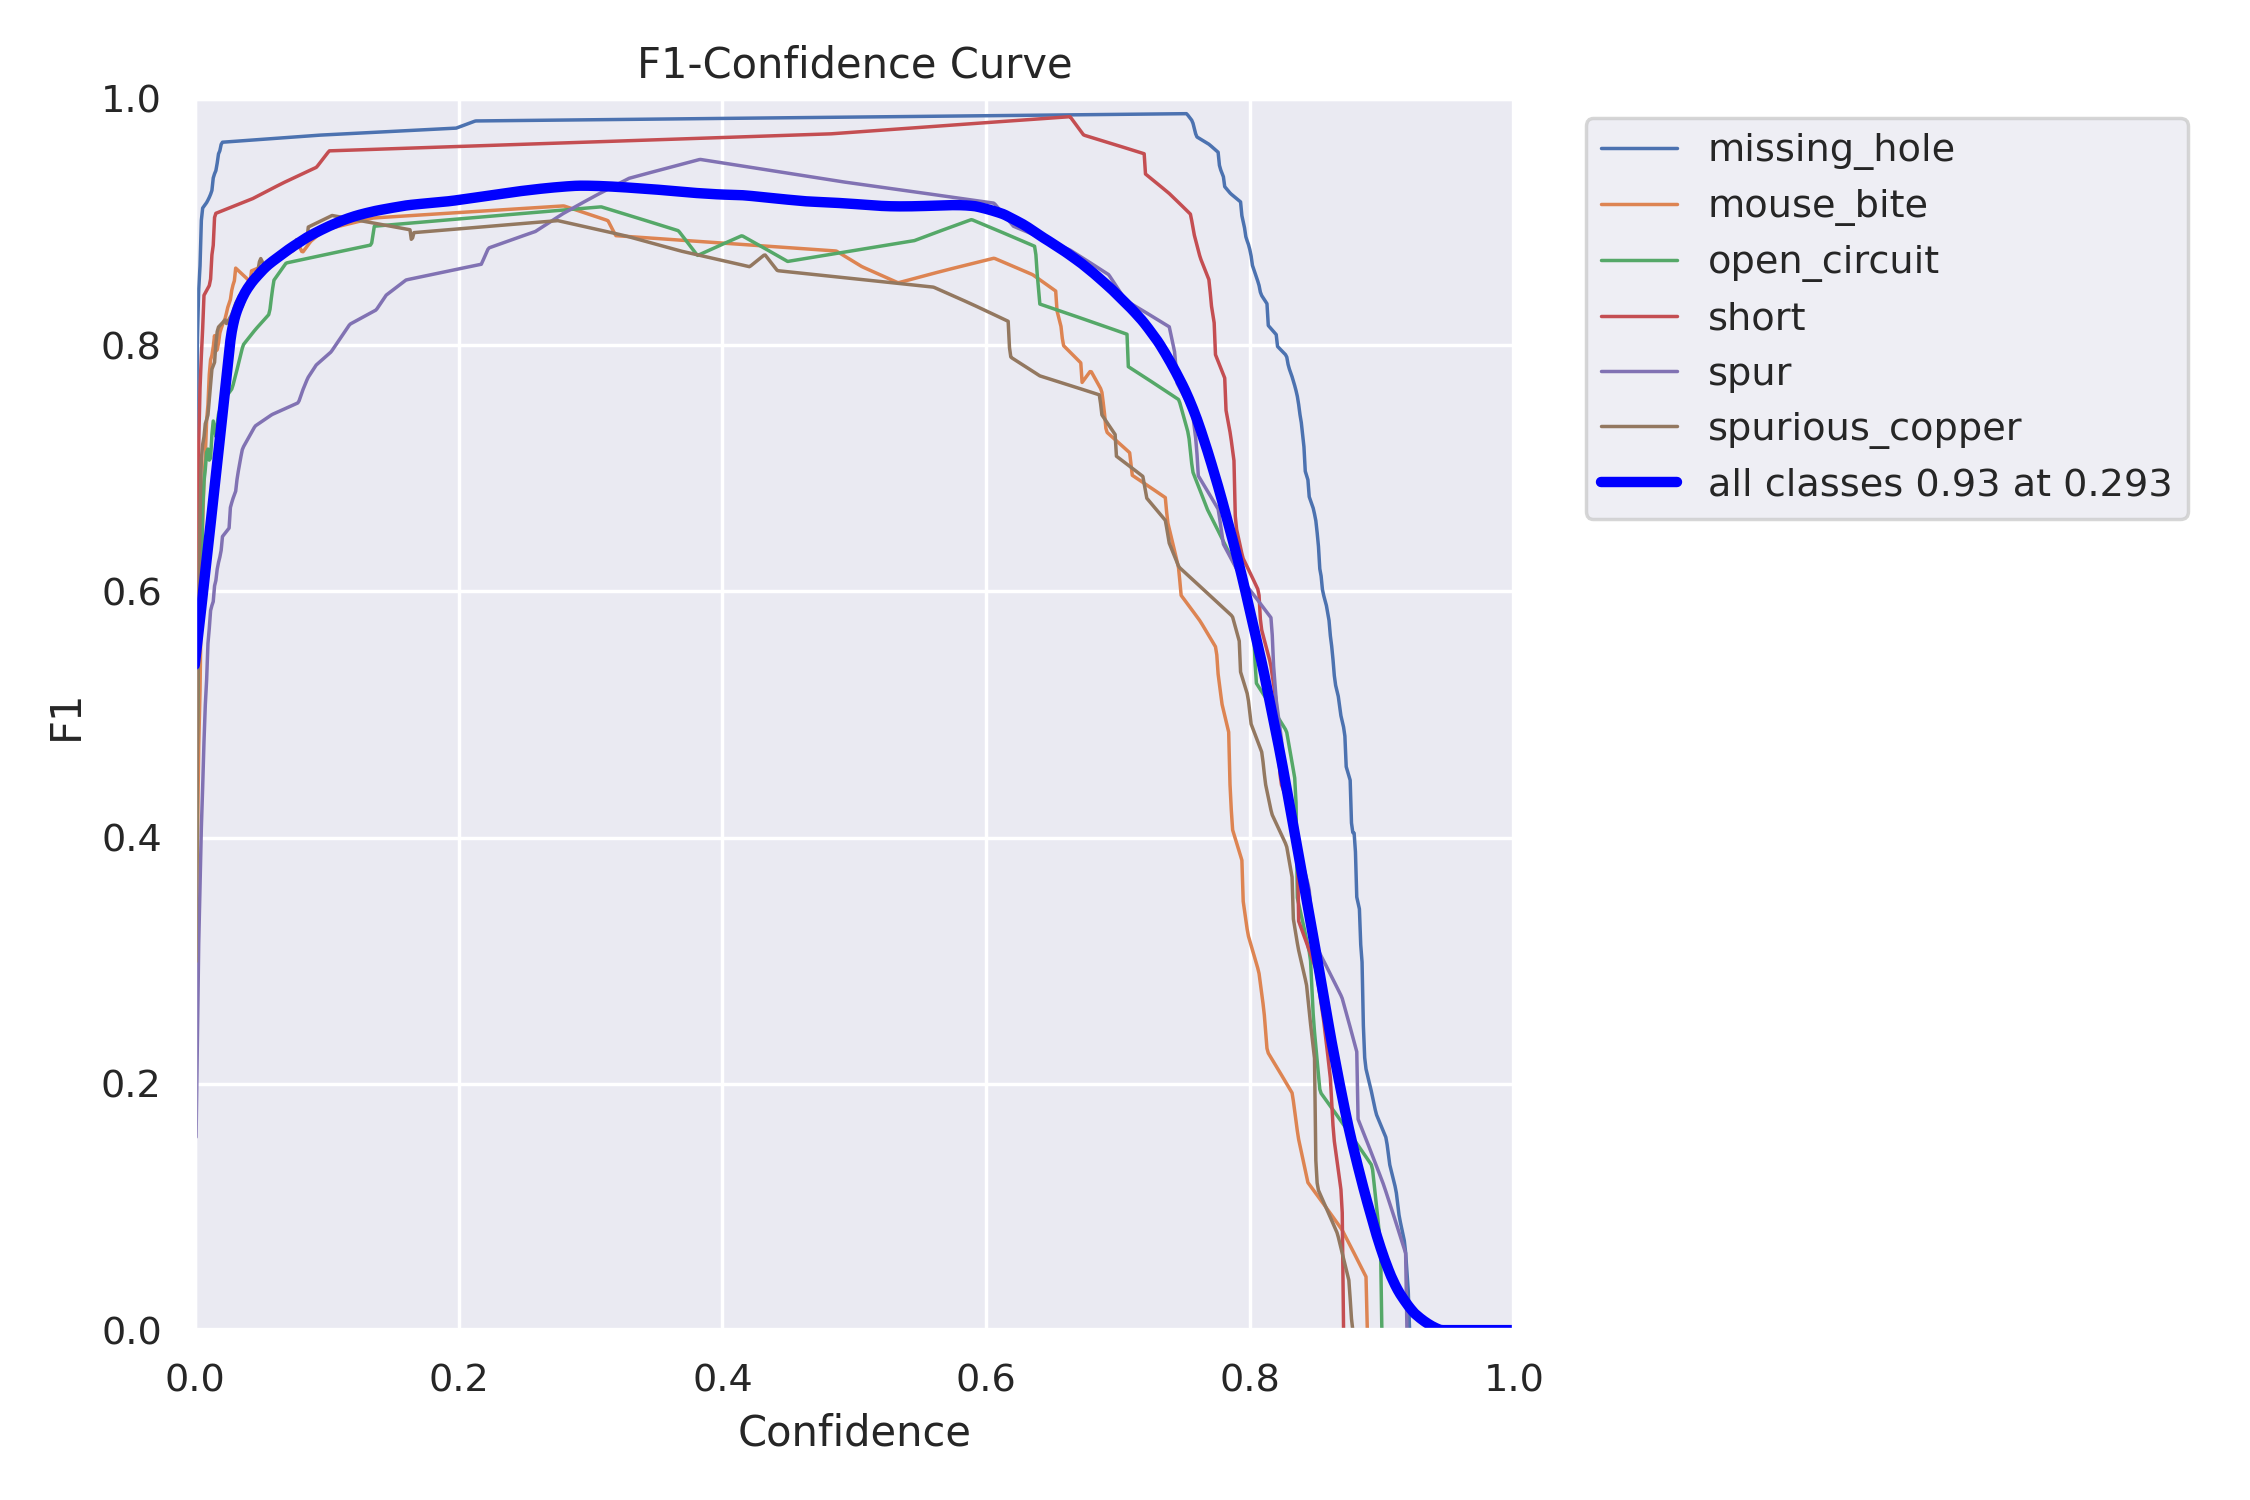 F1-Confidence Curve
1.0
0.8
0.6
0.4
0.2
0.0
F1
0.0 0.2 0.4 0.6 0.8 1.0
Confidence
missing_hole
mouse_bite
open_circuit
short
spur
spurious_copper
all classes 0.93 at 0.293